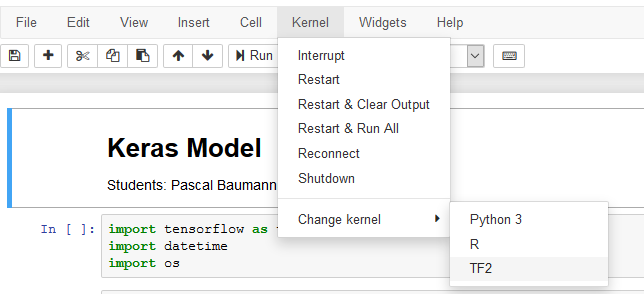 File Edit View Insert Cell Kernel Widgets Help
Run
Interrupt
Restart
Restart & Clear Output
Restart & Run All
Reconnect
Shutdown
Change kernel
Python 3
R
TF2
Keras Model
Students: Pascal Baumann
In [ ]:
import tensorflow as
import datetime
import os